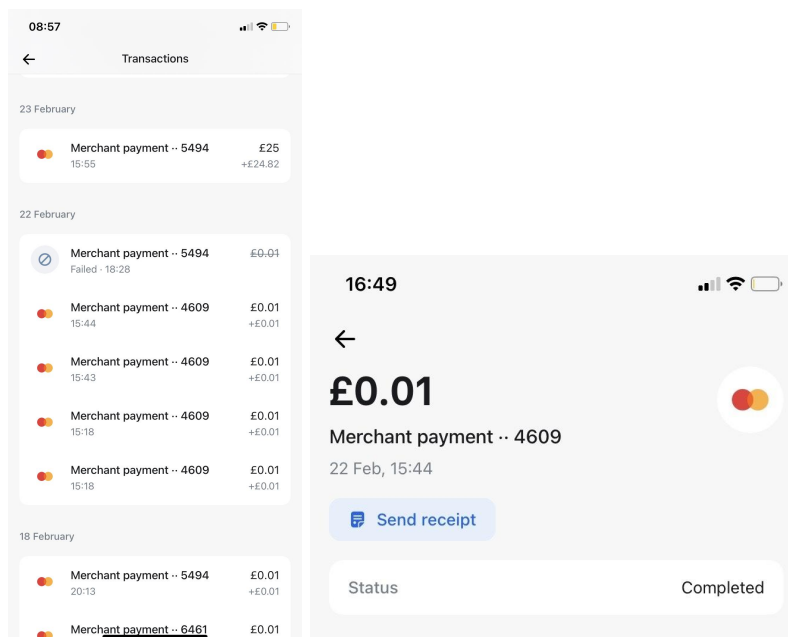 08:57
Transactions
23 February
Merchant payment ·· 5494 £25
15:55 +£24.82
22 February
Merchant payment ·· 5494 £0.01
Failed · 18:28
Merchant payment ·· 4609 £0.01
15:44 +£0.01
Merchant payment ·· 4609 £0.01
15:43 +£0.01
Merchant payment ·· 4609 £0.01
15:18 +£0.01
Merchant payment ·· 4609 £0.01
15:18 +£0.01
18 February
Merchant payment ·· 5494 £0.01
20:13 +£0.01
Merchant payment ·· 6461 £0.01
16:49
£0.01
Merchant payment ·· 4609
22 Feb, 15:44
Send receipt
Status Completed